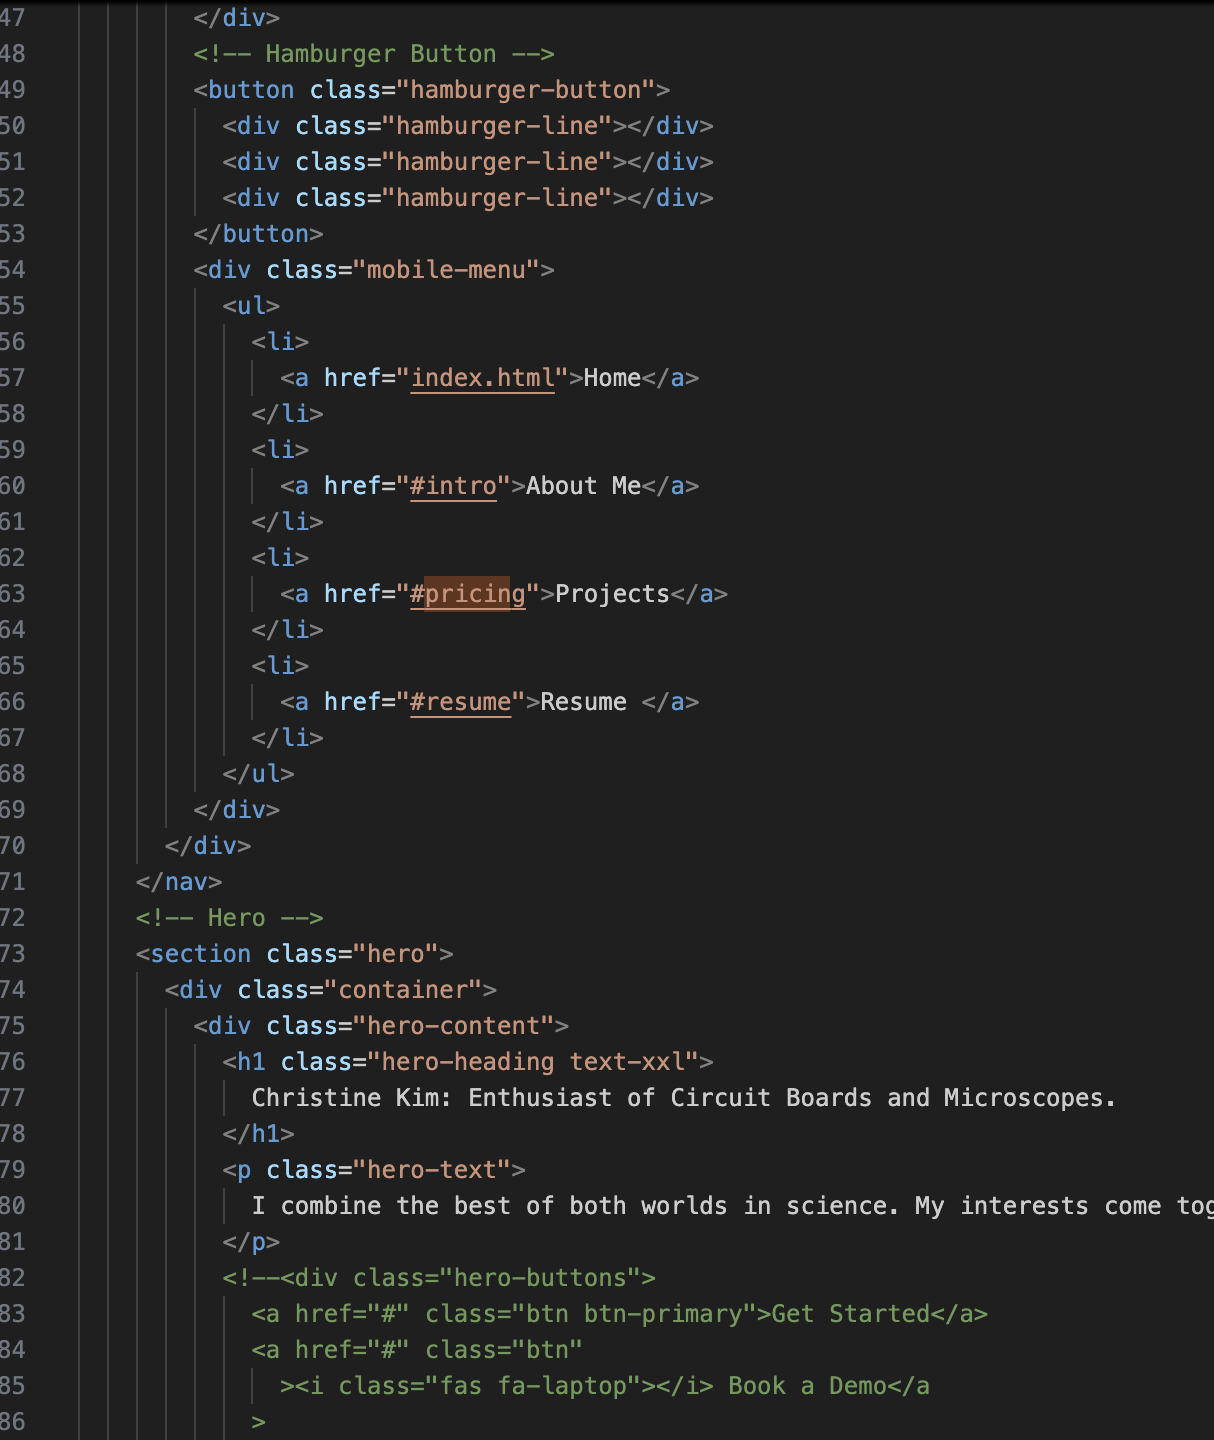 47 </div>
48 <!-- Hamburger Button -->
49 <button class="hamburger-button">
50 <div class="hamburger-line"></div>
51 <div class="hamburger-line"></div>
52 <div class="hamburger-line"></div>
53 </button>
54 <div class="mobile-menu">
55 <ul>
56 <li>
57 <a href="index.html">Home</a>
58 </li>
59 <li>
60 <a href="#intro">About Me</a>
61 </li>
62 <li>
63 <a href="#pricing">Projects</a>
64 </li>
65 <li>
66 <a href="#resume">Resume </a>
67 </li>
68 </ul>
69 </div>
70 </div>
71 </nav>
72 <!-- Hero -->
73 <section class="hero">
74 <div class="container">
75 <div class="hero-content">
76 <h1 class="hero-heading text-xxl">
77 Christine Kim: Enthusiast of Circuit Boards and Microscopes.
78 </h1>
79 <p class="hero-text">
80 I combine the best of both worlds in science. My interests come tog
81 </p>
82 <!--<div class="hero-buttons">
83 <a href="#" class="btn btn-primary">Get Started</a>
84 <a href="#" class="btn"
85 ><i class="fas fa-laptop"></i> Book a Demo</a
86 >